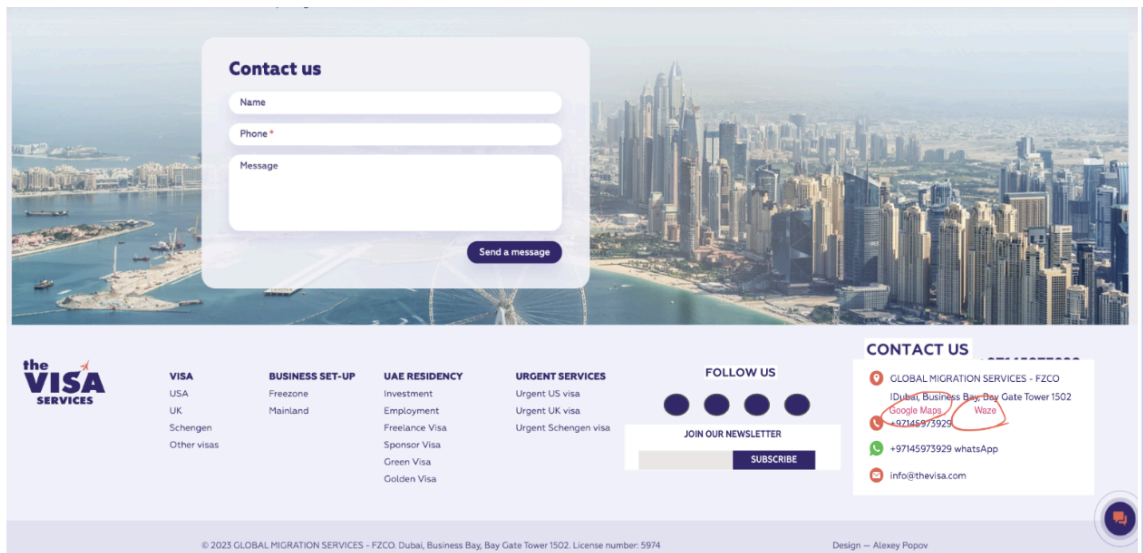 Contact us
Name
Phone *
Message
Send a message
the
VISA
SERVICES
VISA
USA
UK
Schengen
Other visas
BUSINESS SET-UP
Freezone
Mainland
UAE RESIDENCY
Investment
Employment
Freelance Visa
Sponsor Visa
Green Visa
Golden Visa
URGENT SERVICES
Urgent US visa
Urgent UK visa
Urgent Schengen visa
FOLLOW US
JOIN OUR NEWSLETTER
SUBSCRIBE
CONTACT US
GLOBAL MIGRATION SERVICES - FZCO
IDubai, Business Bay, Bay Gate Tower 1502
Google Maps Waze
+97145973929
+97145973929 whatsApp
info@thevisa.com
© 2023 GLOBAL MIGRATION SERVICES - FZCO. Dubai, Business Bay, Bay Gate Tower 1502. License number: 5974
Design — Alexey Popov